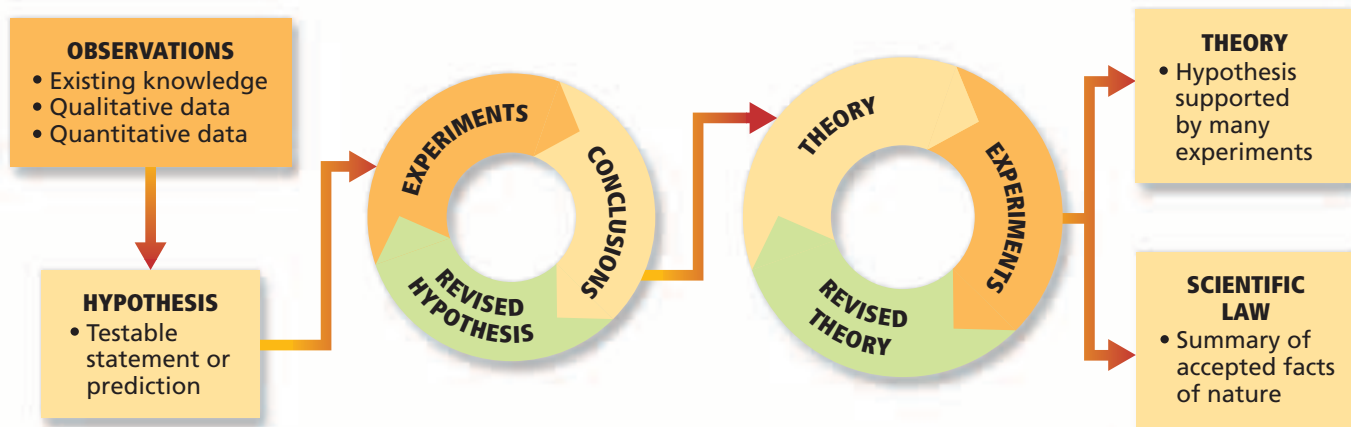 OBSERVATIONS
• Existing knowledge
• Qualitative data
• Quantitative data
HYPOTHESIS
• Testable
statement or
prediction
EXPERIMENTS
CONCLUSIONS
REVISED
HYPOTHESIS
THEORY
EXPERIMENTS
REVISED
THEORY
THEORY
• Hypothesis
supported
by many
experiments
SCIENTIFIC
LAW
• Summary of
accepted facts
of nature